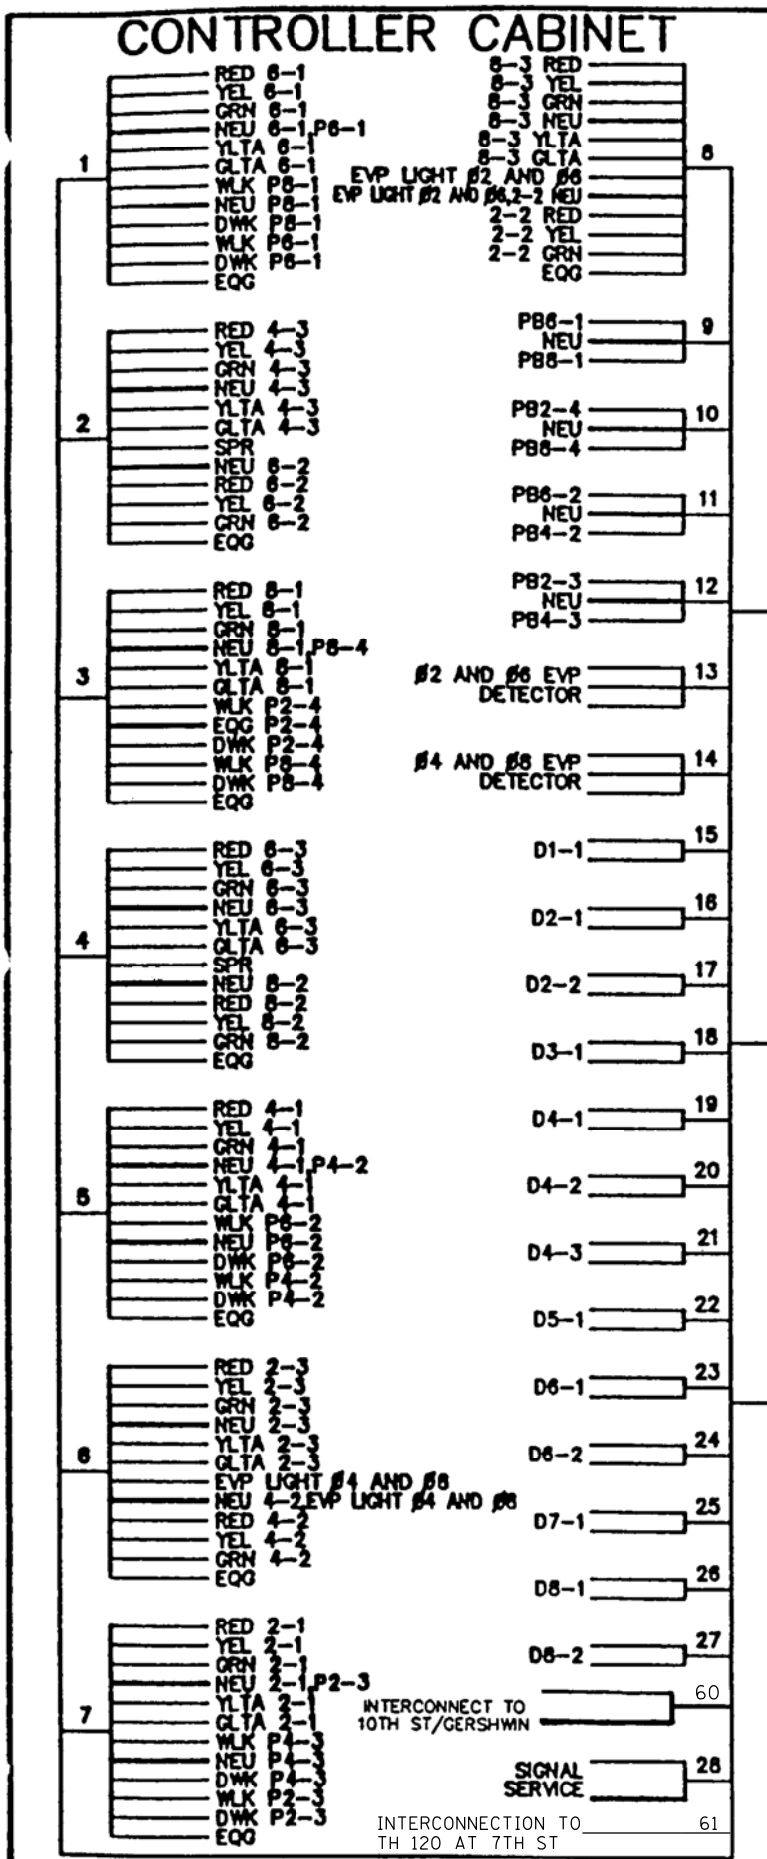 CONTROLLER CABINET
1
RED 6-1
YEL 6-1
GRN 6-1
NEU 6-1,P6-1
YLTA 6-1
GLTA 6-1
WLK P8-1
NEU P8-1
DWK P8-1
WLK P6-1
DWK P6-1
EQG
2
RED 4-3
YEL 4-3
GRN 4-3
NEU 4-3
YLTA 4-3
GLTA 4-3
SPR
NEU 6-2
RED 6-2
YEL 6-2
GRN 6-2
EQG
3
RED 8-1
YEL 8-1
GRN 8-1
NEU 8-1,P8-4
YLTA 8-1
GLTA 8-1
WLK P2-4
EQG P2-4
DWK P2-4
WLK P8-4
DWK P8-4
EQG
4
RED 6-3
YEL 6-3
GRN 6-3
NEU 6-3
YLTA 6-3
GLTA 6-3
SPR
NEU 8-2
RED 8-2
YEL 8-2
GRN 8-2
EQG
5
RED 4-1
YEL 4-1
GRN 4-1
NEU 4-1,P4-2
YLTA 4-1
GLTA 4-1
WLK P6-2
NEU P6-2
DWK P6-2
WLK P4-2
DWK P4-2
EQG
6
RED 2-3
YEL 2-3
GRN 2-3
NEU 2-3
YLTA 2-3
GLTA 2-3
EVP LIGHT Ø4 AND Ø8
NEU 4-2,EVP LIGHT Ø4 AND Ø8
RED 4-2
YEL 4-2
GRN 4-2
EQG
7
RED 2-1
YEL 2-1
GRN 2-1
NEU 2-1,P2-3
YLTA 2-1
GLTA 2-1
WLK P4-3
NEU P4-3
DWK P4-3
WLK P2-3
DWK P2-3
EQG
8-3 RED
8-3 YEL
8-3 GRN
8-3 NEU
8-3 YLTA
8-3 GLTA
EVP LIGHT Ø2 AND Ø6
EVP LIGHT Ø2 AND Ø6,2-2 NEU
2-2 RED
2-2 YEL
2-2 GRN
EQG
8
PB6-1
NEU
PB8-1
9
PB2-4
NEU
PB8-4
10
PB6-2
NEU
PB4-2
11
PB2-3
NEU
PB4-3
12
Ø2 AND Ø6 EVP
DETECTOR
13
Ø4 AND Ø8 EVP
DETECTOR
14
D1-1 15
D2-1 16
D2-2 17
D3-1 18
D4-1 19
D4-2 20
D4-3 21
D5-1 22
D6-1 23
D6-2 24
D7-1 25
D8-1 26
D8-2 27
INTERCONNECT TO
10TH ST/GERSHWIN
60
SIGNAL
SERVICE
28
INTERCONNECTION TO 61
TH 120 AT 7TH ST